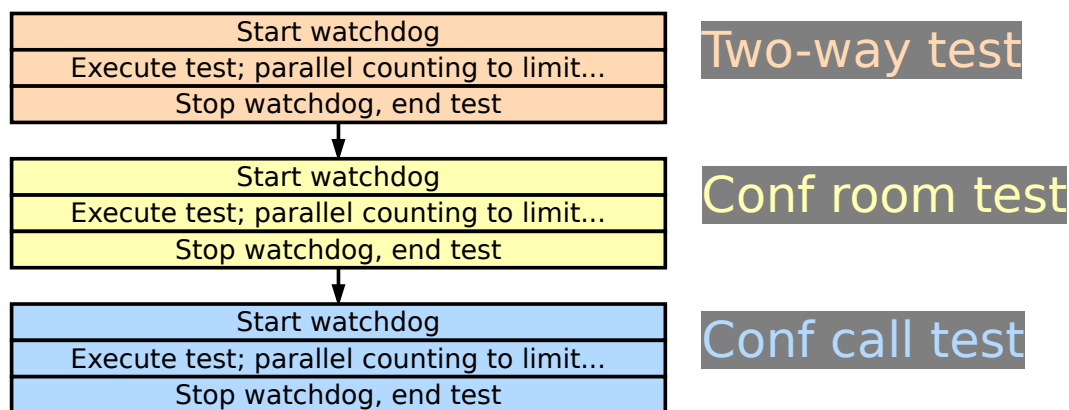 Start watchdog
Execute test; parallel counting to limit...
Stop watchdog, end test
Two-way test
Start watchdog
Execute test; parallel counting to limit...
Stop watchdog, end test
Conf room test
Start watchdog
Execute test; parallel counting to limit...
Stop watchdog, end test
Conf call test